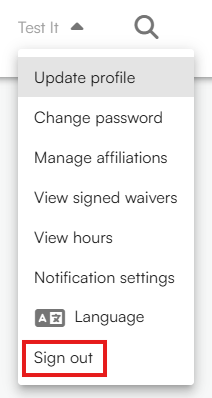 Test It
Update profile
Change password
Manage affiliations
View signed waivers
View hours
Notification settings
Language
Sign out